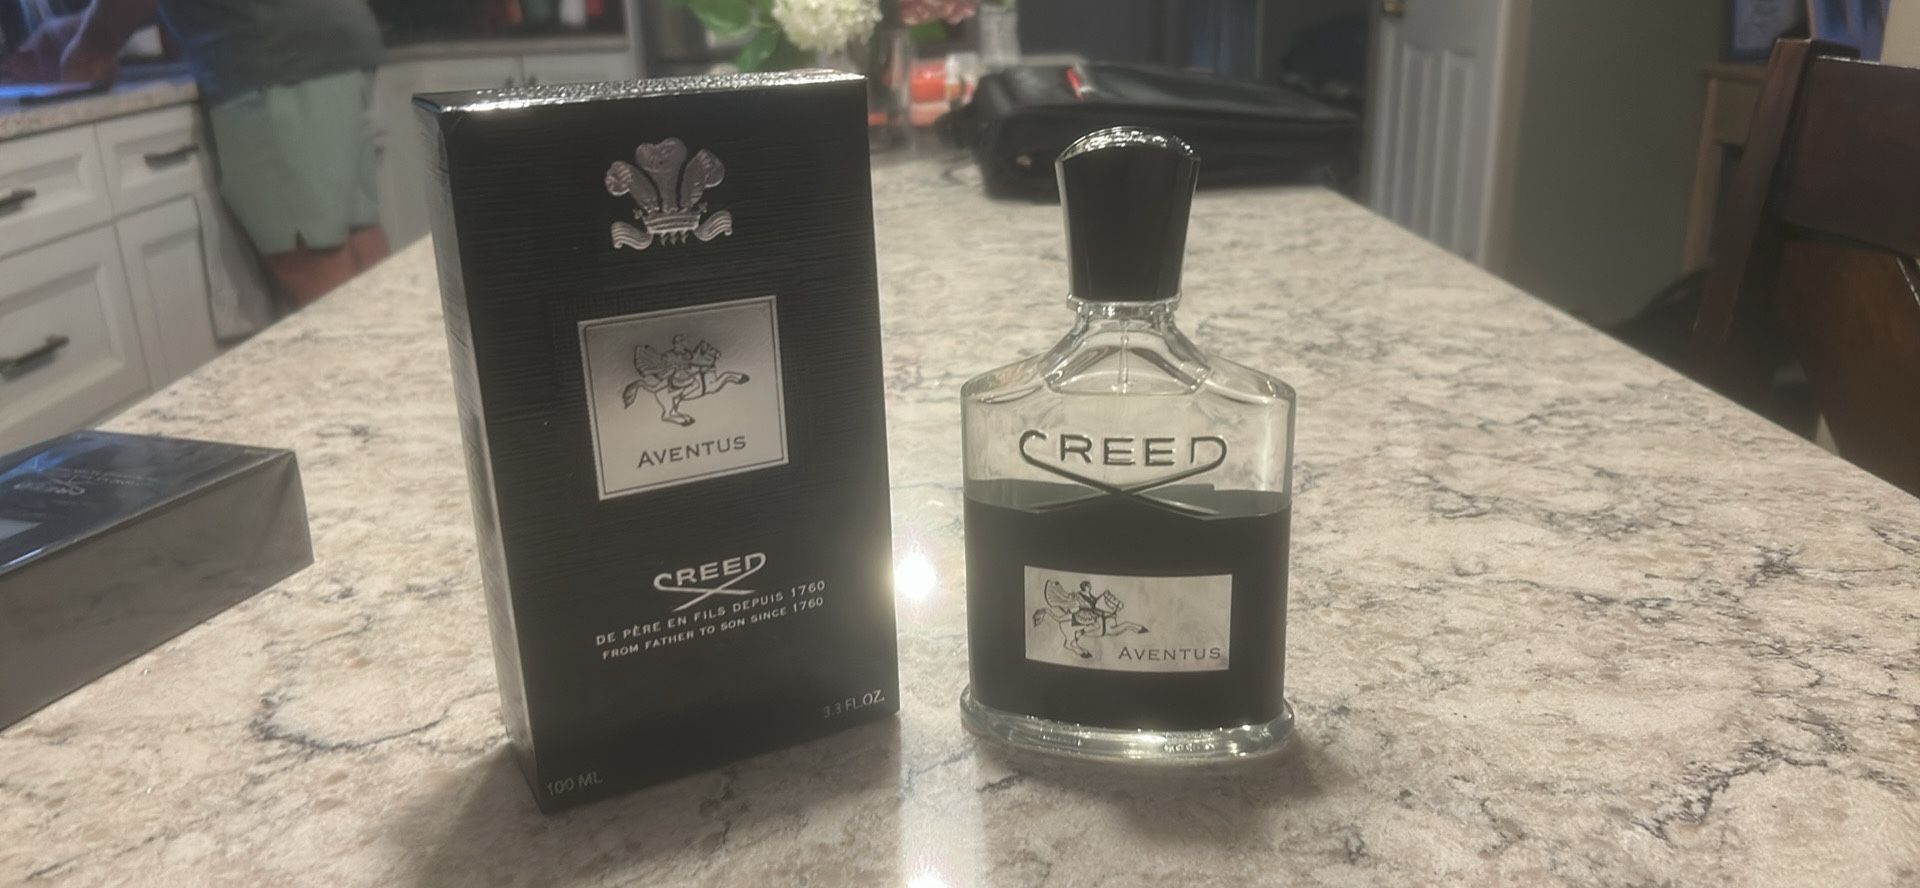 AVENTUS
CREED
DE PÈRE EN FILS DEPUIS 1760
FROM FATHER TO SON SINCE 1760
3.3 FL.OZ.
100 ML
CREED
AVENTUS
CREED